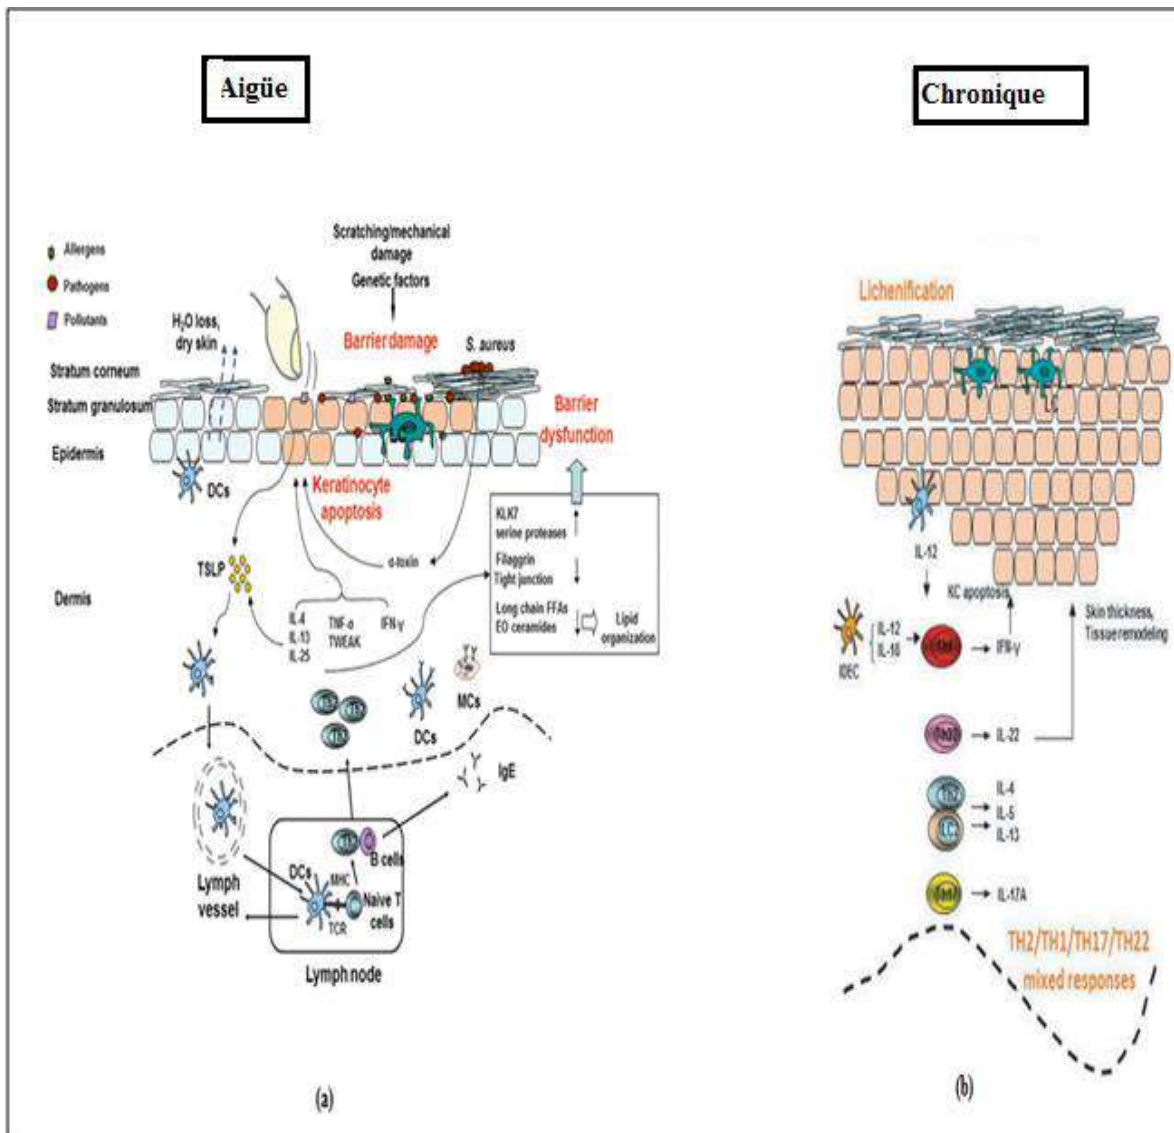 Aigüe
Chronique
Allergens
Pathogens
Pollutants
Scratching/mechanical
damage
Genetic factors
H₂O loss,
dry skin
Barrier damage
S. aureus
Stratum corneum
Stratum granulosum
Epidermis
DCs
Keratinocyte
apoptosis
Barrier
dysfunction
KLK7
serine proteases
Filaggrin
Tight junction
Long chain FFAs
EO ceramides
Lipid
organization
α-toxin
TSLP
Dermis
IL-4
IL-13
IL-25
TNF-α
TWEAK
IFN-γ
MCs
DCs
IgE
B cells
DCs
MHC
Naive T
cells
TCR
Lymph
vessel
Lymph node
(a)
Lichenification
IL-12
KC apoptosis
IDEC
IL-12
IL-18
IFN-γ
Skin thickness,
Tissue remodeling
Th22
IL-22
Th2
IL-4
IL-5
IL-13
IL-17A
TH2/TH1/TH17/TH22
mixed responses
(b)